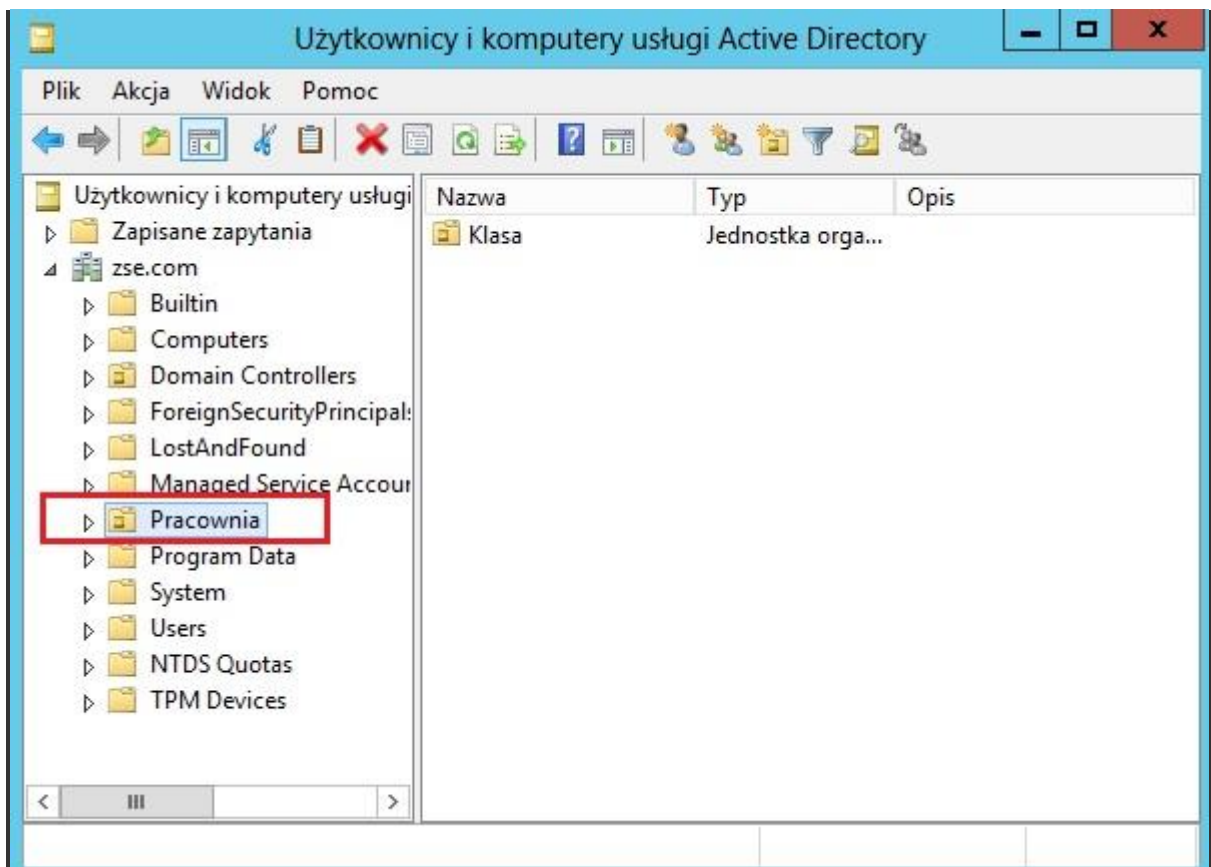 Użytkownicy i komputery usługi Active Directory
Plik Akcja Widok Pomoc
Użytkownicy i komputery usługi
Zapisane zapytania
zse.com
Builtin
Computers
Domain Controllers
ForeignSecurityPrincipals
LostAndFound
Managed Service Accour
Pracownia
Program Data
System
Users
NTDS Quotas
TPM Devices
Nazwa Typ Opis
Klasa Jednostka orga...